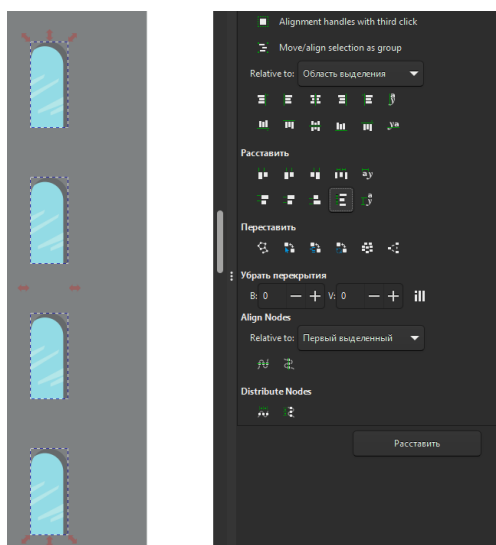 Alignment handles with third click
Move/align selection as group
Relative to: Область выделения
Расставить
Переставить
Убрать перекрытия
В: 0 — + V: 0 — +
Align Nodes
Relative to: Первый выделенный
Distribute Nodes
Расставить